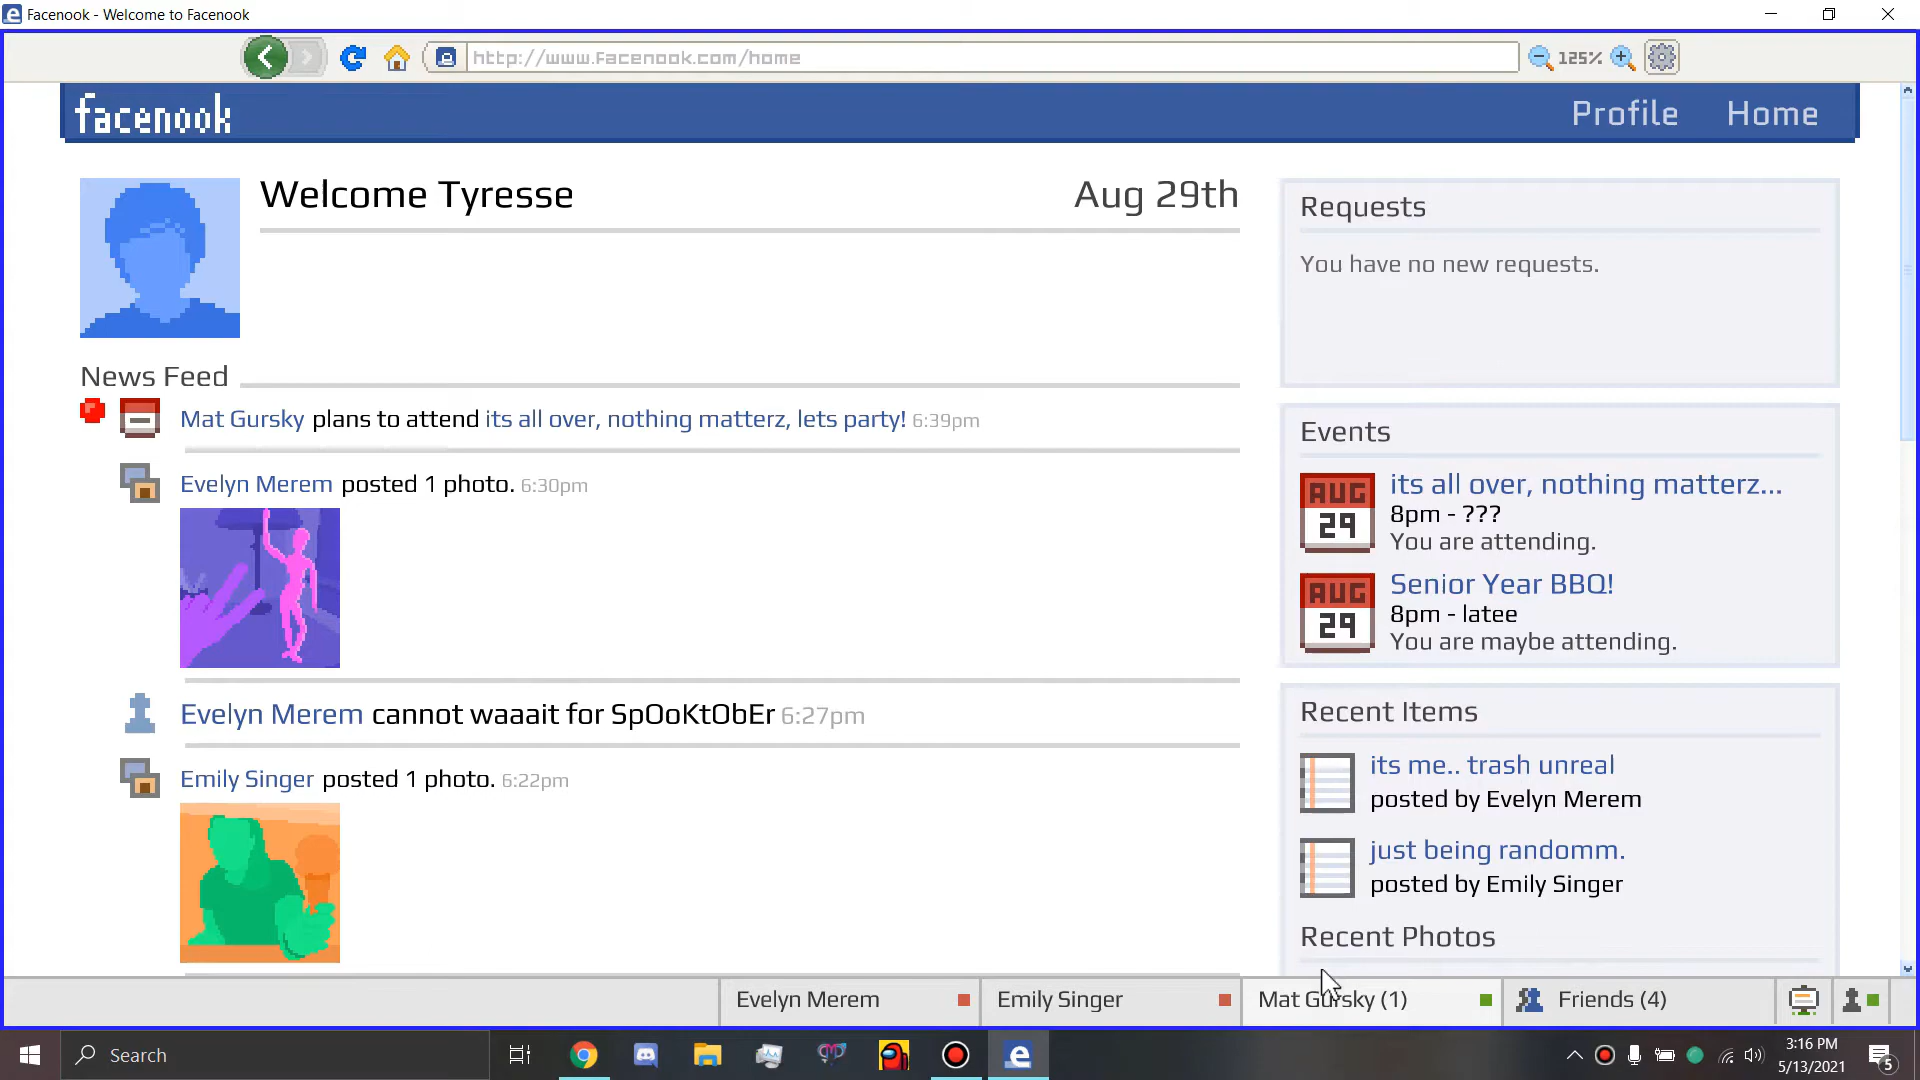 Facenook - Welcome to Facenook
http://www.Facenook.com/home
125%
facenook
Profile
Home
Welcome Tyresse
Aug 29th
News Feed
Mat Gursky plans to attend its all over, nothing matterz, lets party! 6:39pm
Evelyn Merem posted 1 photo. 6:30pm
Evelyn Merem cannot waaait for SpOoKtObEr 6:27pm
Emily Singer posted 1 photo. 6:22pm
Requests
You have no new requests.
Events
AUG 29
its all over, nothing matterz...
8pm - ???
You are attending.
AUG 29
Senior Year BBQ!
8pm - latee
You are maybe attending.
Recent Items
its me.. trash unreal
posted by Evelyn Merem
just being randomm.
posted by Emily Singer
Recent Photos
Evelyn Merem
Emily Singer
Mat Gursky (1)
Friends (4)
Search
3:16 PM
5/13/2021
5